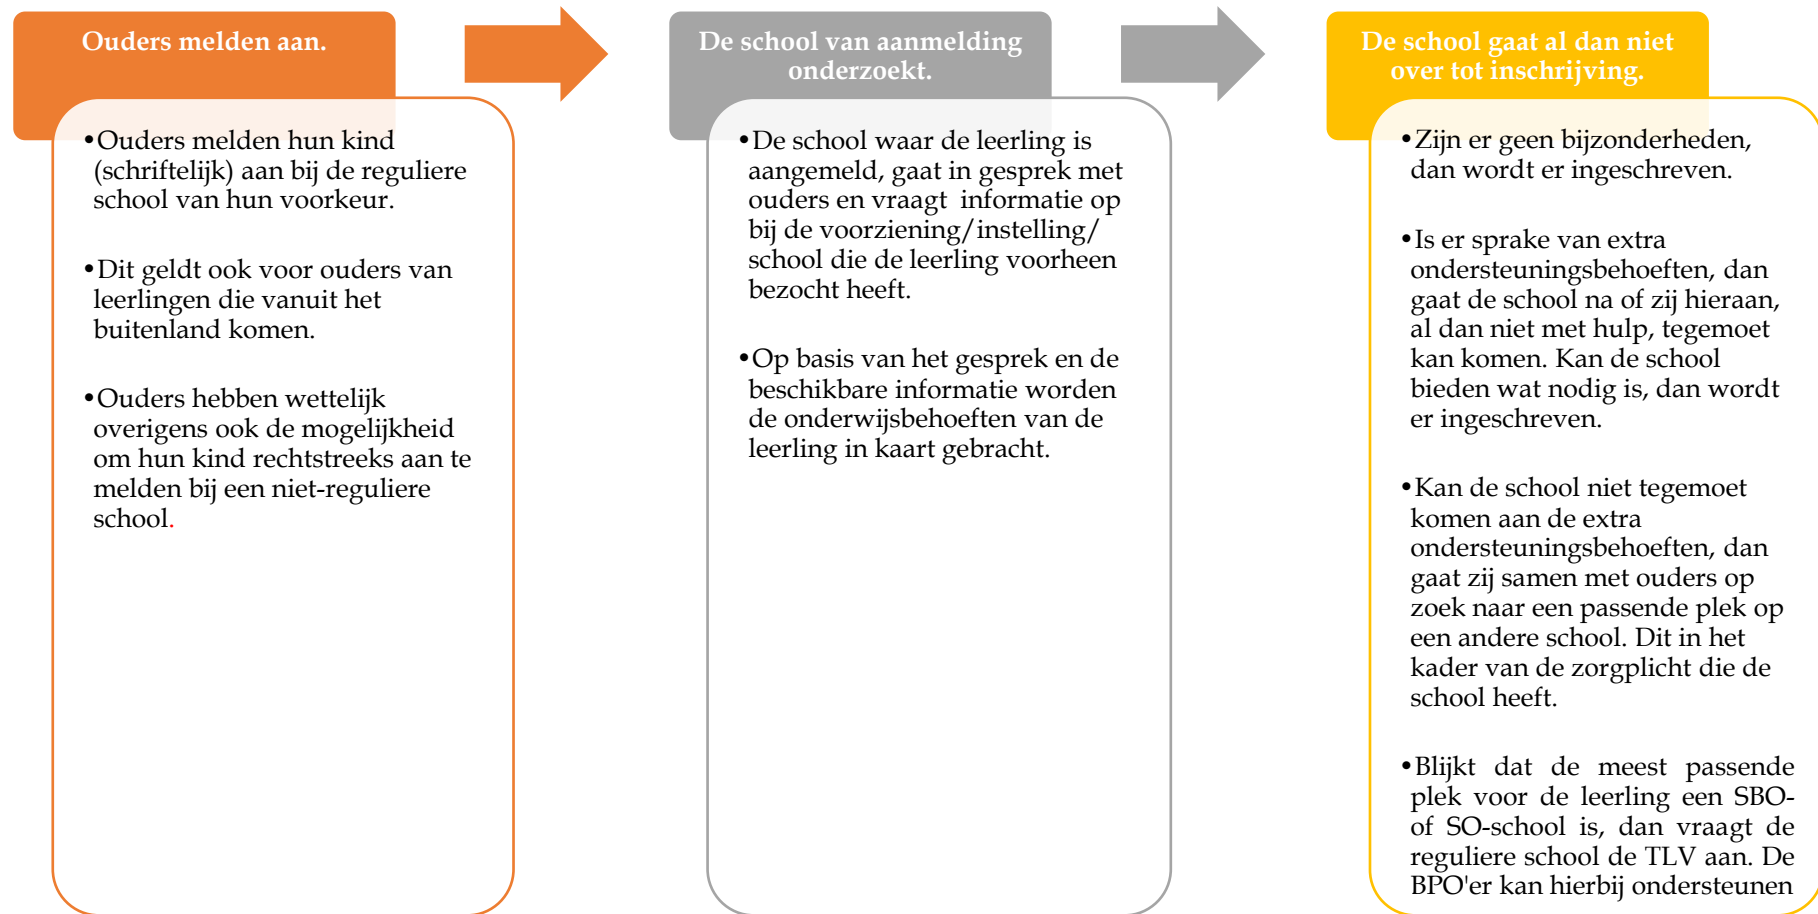 Ouders melden aan.
•Ouders melden hun kind
(schriftelijk) aan bij de reguliere
school van hun voorkeur.
•Dit geldt ook voor ouders van
leerlingen die vanuit het
buitenland komen.
•Ouders hebben wettelijk
overigens ook de mogelijkheid
om hun kind rechtstreeks aan te
melden bij een niet-reguliere
school.
De school van aanmelding
onderzoekt.
•De school waar de leerling is
aangemeld, gaat in gesprek met
ouders en vraagt informatie op
bij de voorziening/instelling/
school die de leerling voorheen
bezocht heeft.
•Op basis van het gesprek en de
beschikbare informatie worden
de onderwijsbehoeften van de
leerling in kaart gebracht.
De school gaat al dan niet
over tot inschrijving.
•Zijn er geen bijzonderheden,
dan wordt er ingeschreven.
•Is er sprake van extra
ondersteuningsbehoeften, dan
gaat de school na of zij hieraan,
al dan niet met hulp, tegemoet
kan komen. Kan de school
bieden wat nodig is, dan wordt
er ingeschreven.
•Kan de school niet tegemoet
komen aan de extra
ondersteuningsbehoeften, dan
gaat zij samen met ouders op
zoek naar een passende plek op
een andere school. Dit in het
kader van de zorgplicht die de
school heeft.
•Blijkt dat de meest passende
plek voor de leerling een SBO-
of SO-school is, dan vraagt de
reguliere school de TLV aan. De
BPO'er kan hierbij ondersteunen